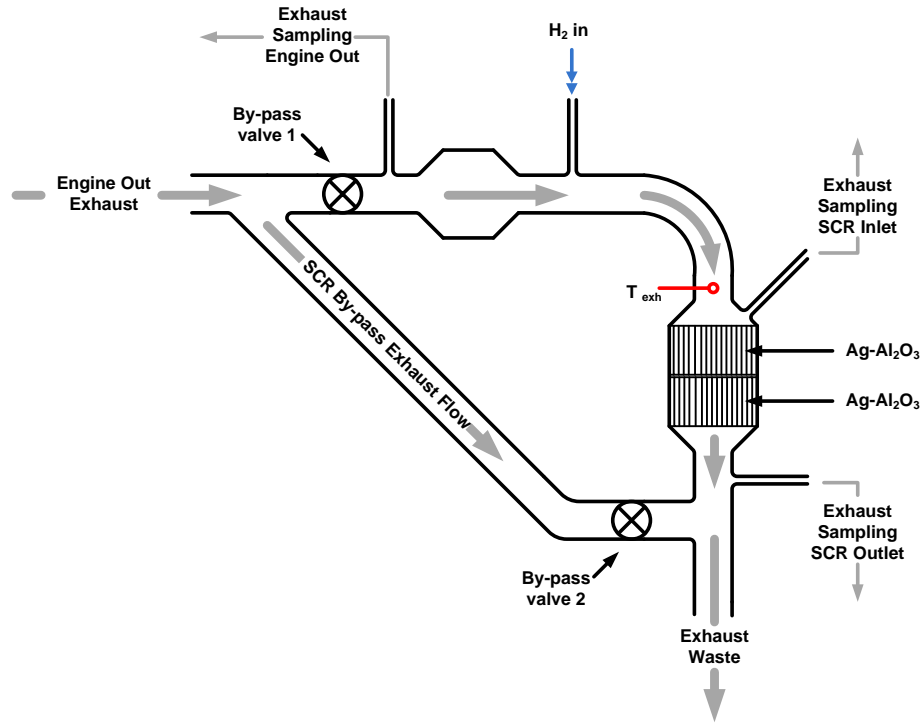 Exhaust
Sampling
Engine Out
H₂ in
By-pass
valve 1
Engine Out
Exhaust
Exhaust
Sampling
SCR Inlet
SCR By-pass Exhaust Flow
T exh
Ag-Al₂O₃
Ag-Al₂O₃
Exhaust
Sampling
SCR Outlet
By-pass
valve 2
Exhaust
Waste